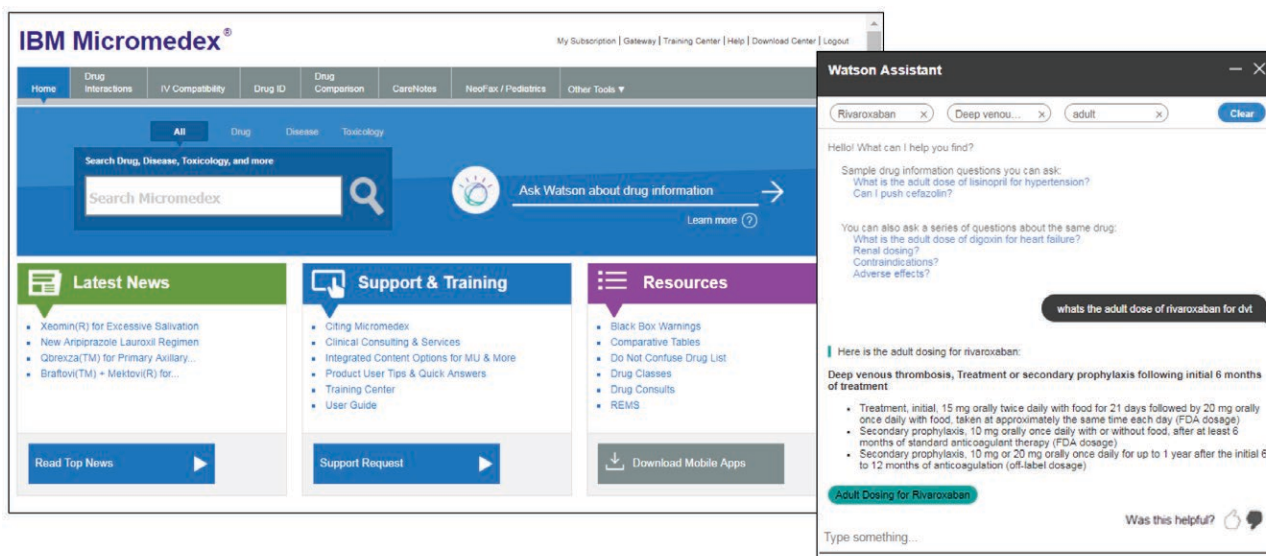 IBM Micromedex®
My Subscription | Gateway | Training Center | Help | Download Center | Logout
Home
Drug
Interactions
IV Compatibility
Drug ID
Drug
Comparison
CareNotes
NeoFax / Pediatrics
Other Tools ▼
All
Drug
Disease
Toxicology
Search Drug, Disease, Toxicology, and more
Search Micromedex
Ask Watson about drug information
Learn more ?
Latest News
Xeomin(R) for Excessive Salivation
New Aripiprazole Lauroxil Regimen
Qbrexza(TM) for Primary Axillary...
Braftovi(TM) + Mektovi(R) for...
Read Top News
Support & Training
Citing Micromedex
Clinical Consulting & Services
Integrated Content Options for MU & More
Product User Tips & Quick Answers
Training Center
User Guide
Support Request
Resources
Black Box Warnings
Comparative Tables
Do Not Confuse Drug List
Drug Classes
Drug Consults
REMS
Download Mobile Apps
Watson Assistant
Rivaroxaban
Deep venou...
adult
Clear
Hello! What can I help you find?
Sample drug information questions you can ask:
What is the adult dose of lisinopril for hypertension?
Can I push cefazolin?
You can also ask a series of questions about the same drug:
What is the adult dose of digoxin for heart failure?
Renal dosing?
Contraindications?
Adverse effects?
whats the adult dose of rivaroxaban for dvt
Here is the adult dosing for rivaroxaban:
Deep venous thrombosis, Treatment or secondary prophylaxis following initial 6 months
of treatment
Treatment, initial, 15 mg orally twice daily with food for 21 days followed by 20 mg orally
once daily with food, taken at approximately the same time each day (FDA dosage)
Secondary prophylaxis, 10 mg orally once daily with or without food, after at least 6
months of standard anticoagulant therapy (FDA dosage)
Secondary prophylaxis, 10 mg or 20 mg orally once daily for up to 1 year after the initial 6
to 12 months of anticoagulation (off-label dosage)
Adult Dosing for Rivaroxaban
Was this helpful?
Type something...